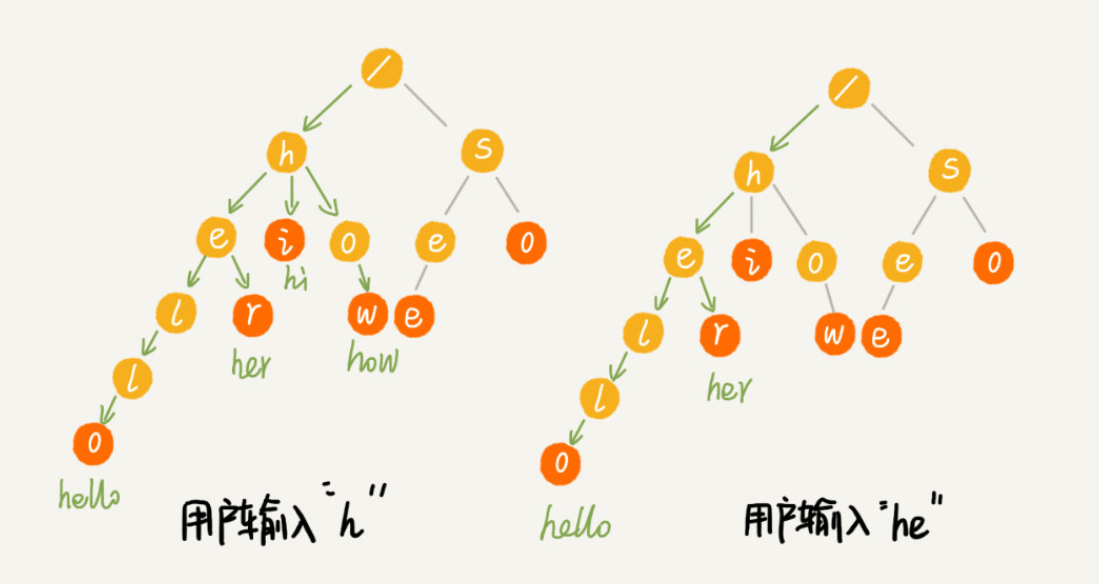 /
h s
e i o e o
hi
l r w e
her how
l
o
hello
用户输入“h”
/
h s
e i o e o
l r w e
her
l
o
hello
用户输入“he”